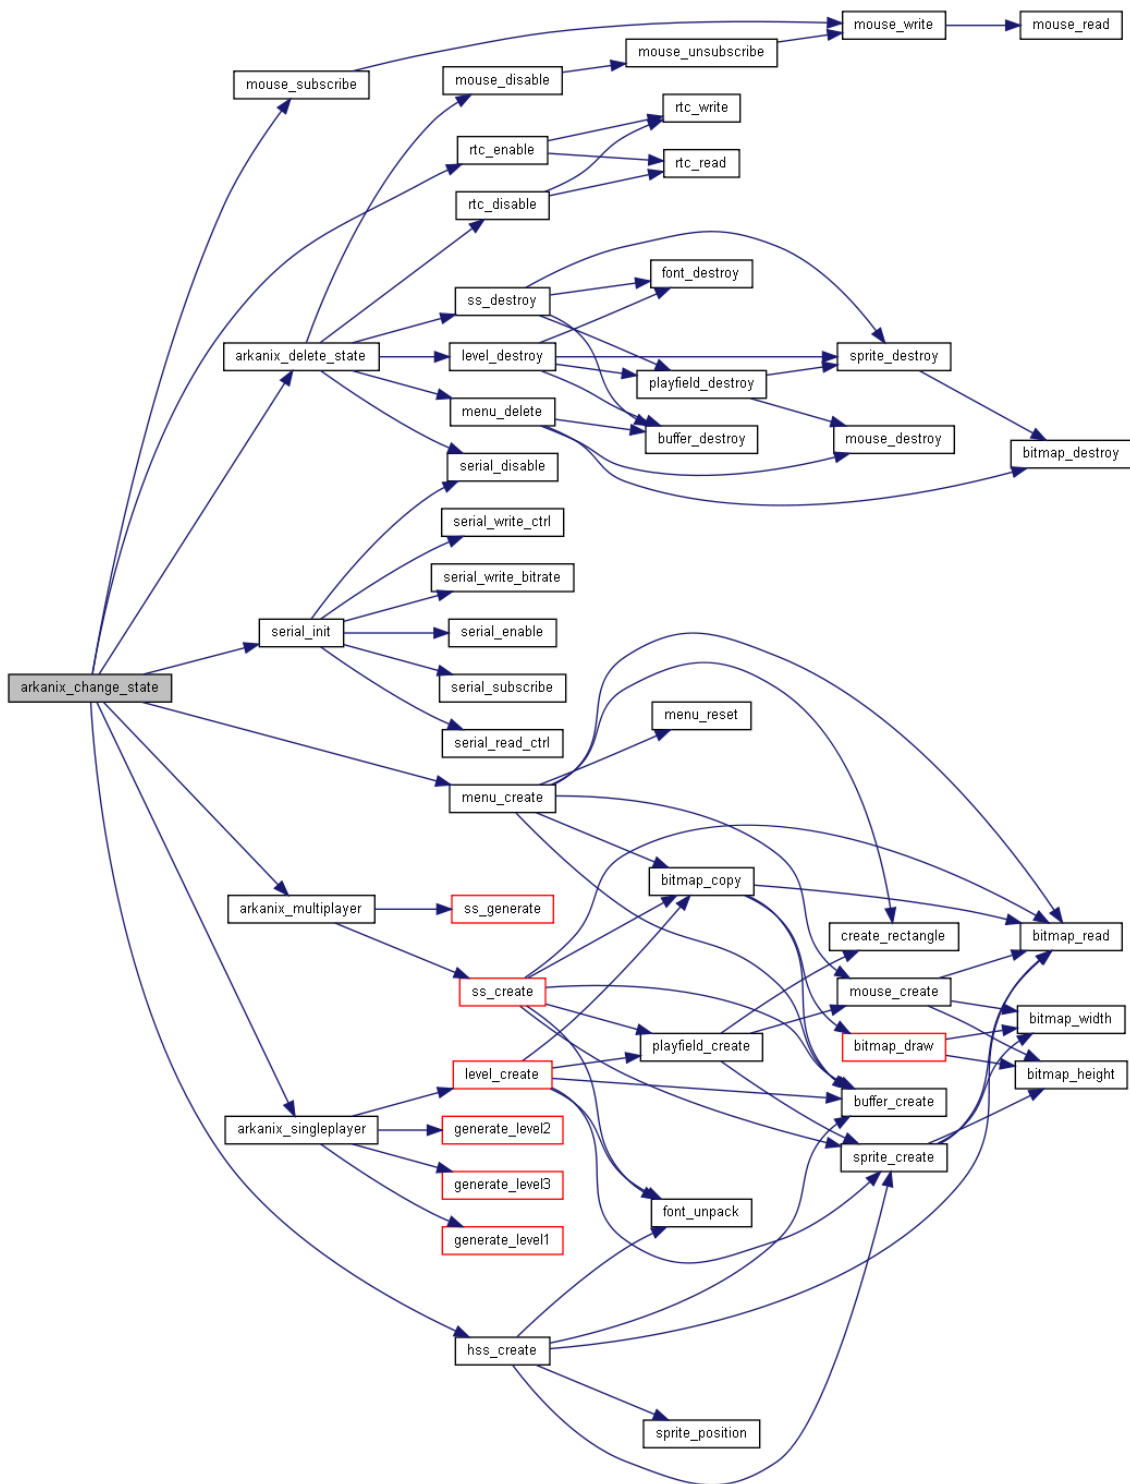 mouse_write
mouse_read
mouse_unsubscribe
mouse_subscribe
mouse_disable
rtc_write
rtc_enable
rtc_read
rtc_disable
font_destroy
ss_destroy
arkanix_delete_state
level_destroy
sprite_destroy
playfield_destroy
menu_delete
buffer_destroy
mouse_destroy
bitmap_destroy
serial_disable
serial_write_ctrl
serial_write_bitrate
serial_init
serial_enable
arkanix_change_state
serial_subscribe
menu_reset
serial_read_ctrl
menu_create
bitmap_copy
arkanix_multiplayer
ss_generate
create_rectangle
bitmap_read
ss_create
mouse_create
bitmap_width
playfield_create
bitmap_draw
level_create
bitmap_height
buffer_create
arkanix_singleplayer
generate_level2
sprite_create
generate_level3
font_unpack
generate_level1
hss_create
sprite_position